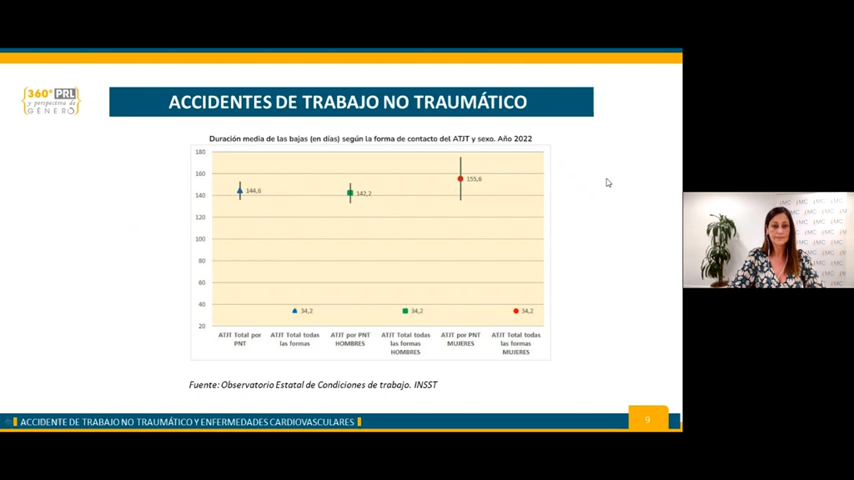 360º PRL
y perspectiva de
GÉNERO
ACCIDENTES DE TRABAJO NO TRAUMÁTICO
Duración media de las bajas (en días) según la forma de contacto del ATJT y sexo. Año 2022
180
160
140
120
100
80
60
40
20
144,6
34,2
142,2
34,2
155,6
34,2
ATJT Total por PNT
ATJT Total todas las formas
ATJT por PNT HOMBRES
ATJT Total todas las formas HOMBRES
ATJT por PNT MUJERES
ATJT Total todas las formas MUJERES
Fuente: Observatorio Estatal de Condiciones de trabajo. INSST
ACCIDENTE DE TRABAJO NO TRAUMÁTICO Y ENFERMEDADES CARDIOVASCULARES
9